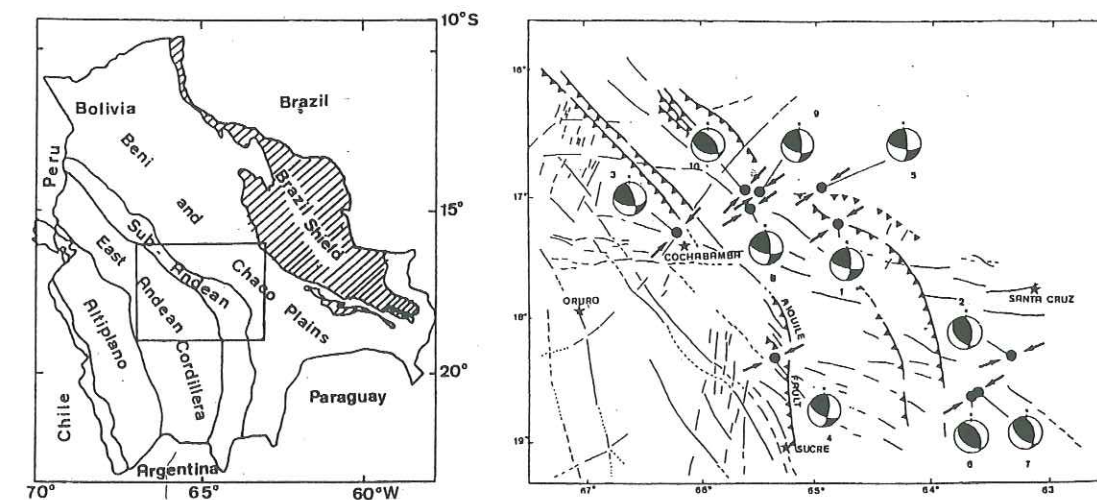 10°S
Bolivia
Brazil
Peru
Beni
and
Brazil Shield
15°
Sub-
Andean
East
Andean
Cordillera
Chaco
Plains
Altiplano
20°
Paraguay
Chile
Argentina
70°
65°
60°W
16°
9
10
5
3
17°
COCHABAMBA
8
1
ORURO
2
SANTA CRUZ
18°
AIQUILE
FAULT
4
19°
SUCRE
6
7
67°
64
63